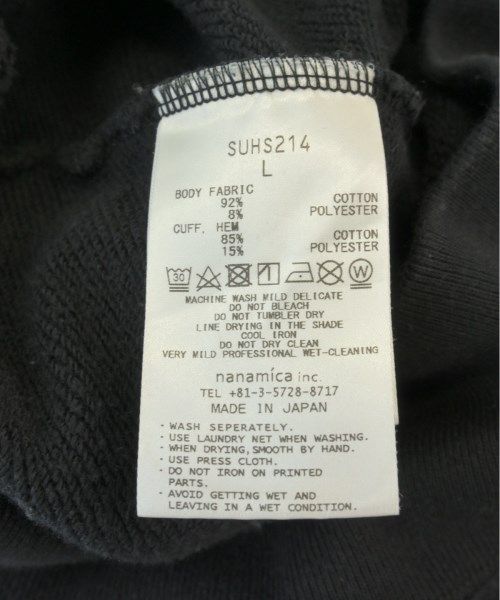 SUHS214
L
BODY FABRIC
92% COTTON
8% POLYESTER
CUFF. HEM
85% COTTON
15% POLYESTER
30 W
MACHINE WASH MILD DELICATE
DO NOT BLEACH
DO NOT TUMBLER DRY
LINE DRYING IN THE SHADE
COOL IRON
DO NOT DRY CLEAN
VERY MILD PROFESSIONAL WET-CLEANING
nanamica inc.
TEL +81-3-5728-8717
MADE IN JAPAN
· WASH SEPERATELY.
· USE LAUNDRY NET WHEN WASHING.
· WHEN DRYING, SMOOTH BY HAND.
· USE PRESS CLOTH.
· DO NOT IRON ON PRINTED
PARTS.
· AVOID GETTING WET AND
LEAVING IN A WET CONDITION.